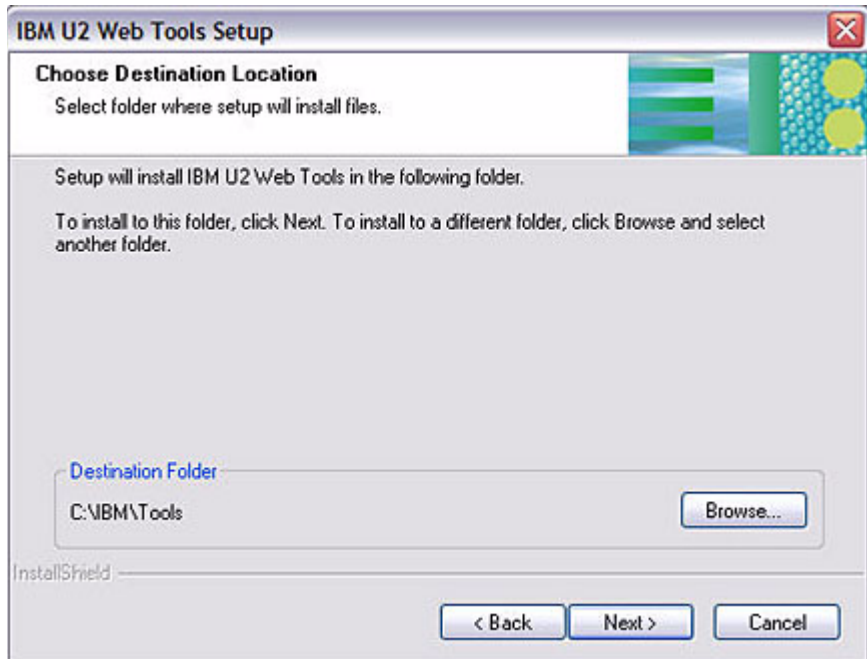 IBM U2 Web Tools Setup
Choose Destination Location
Select folder where setup will install files.
Setup will install IBM U2 Web Tools in the following folder.
To install to this folder, click Next. To install to a different folder, click Browse and select
another folder.
Destination Folder
C:\IBM\Tools
Browse...
InstallShield
< Back
Next >
Cancel